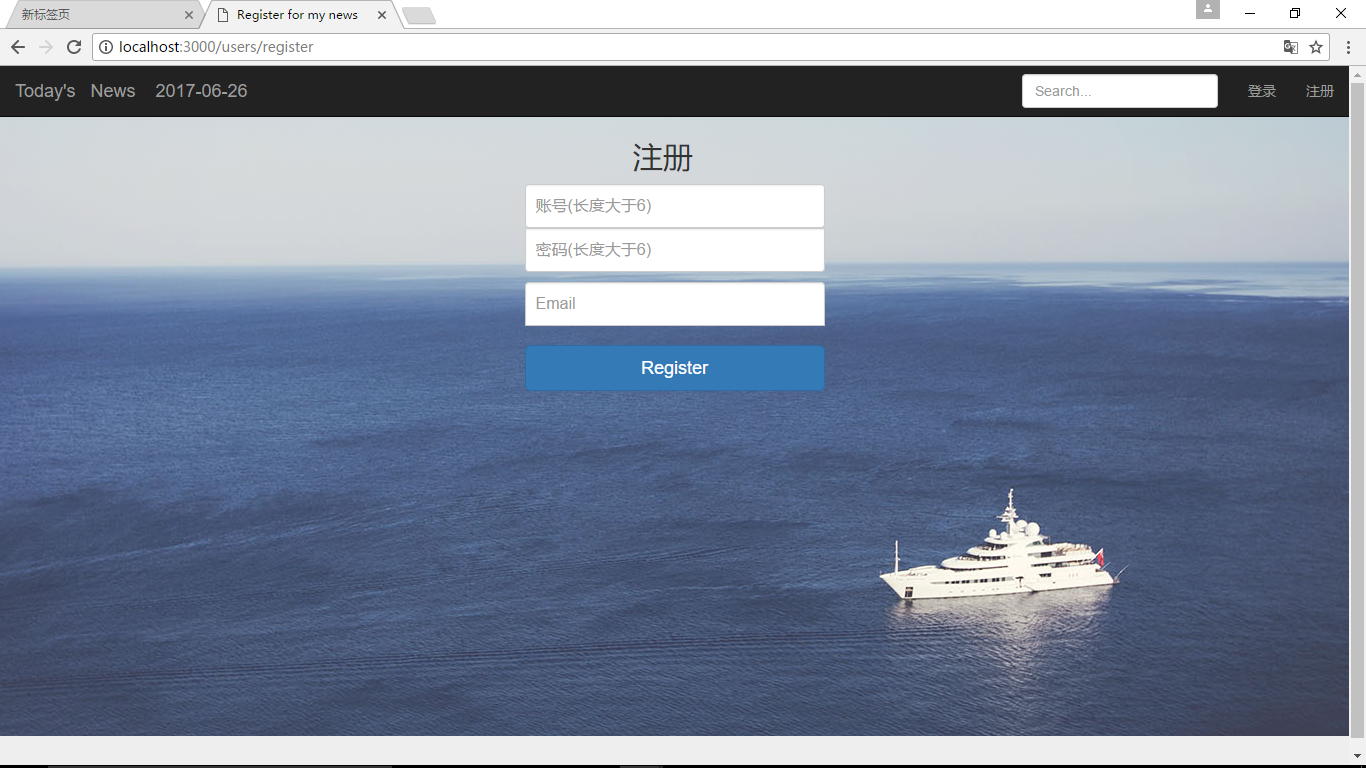 新标签页
Register for my news
localhost:3000/users/register
Today's News 2017-06-26
Search...
登录
注册
注册
账号(长度大于6)
密码(长度大于6)
Email
Register